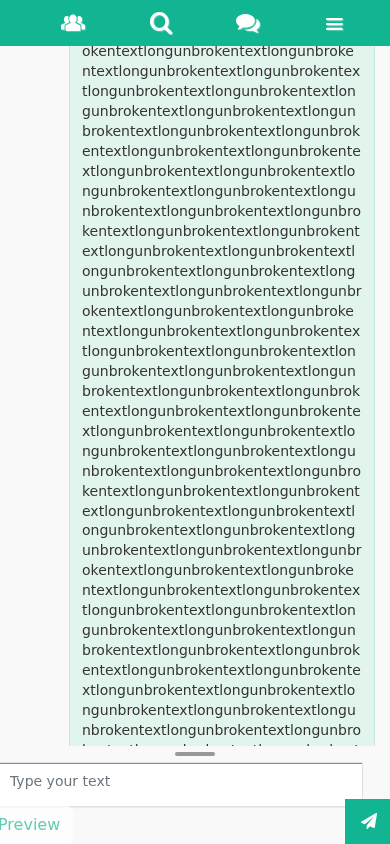 okentextlongunbrokentextlongunbroke
ntextlongunbrokentextlongunbrokentex
tlongunbrokentextlongunbrokentextlon
gunbrokentextlongunbrokentextlongun
brokentextlongunbrokentextlongunbrok
entextlongunbrokentextlongunbrokente
xtlongunbrokentextlongunbrokentextlo
ngunbrokentextlongunbrokentextlongu
nbrokentextlongunbrokentextlongunbro
kentextlongunbrokentextlongunbrokent
extlongunbrokentextlongunbrokentextl
ongunbrokentextlongunbrokentextlong
unbrokentextlongunbrokentextlongunbr
okentextlongunbrokentextlongunbroke
ntextlongunbrokentextlongunbrokentex
tlongunbrokentextlongunbrokentextlon
gunbrokentextlongunbrokentextlongun
brokentextlongunbrokentextlongunbrok
entextlongunbrokentextlongunbrokente
xtlongunbrokentextlongunbrokentextlo
ngunbrokentextlongunbrokentextlongu
nbrokentextlongunbrokentextlongunbro
kentextlongunbrokentextlongunbrokent
extlongunbrokentextlongunbrokentextl
ongunbrokentextlongunbrokentextlong
unbrokentextlongunbrokentextlongunbr
okentextlongunbrokentextlongunbroke
ntextlongunbrokentextlongunbrokentex
tlongunbrokentextlongunbrokentextlon
gunbrokentextlongunbrokentextlongun
brokentextlongunbrokentextlongunbrok
entextlongunbrokentextlongunbrokente
xtlongunbrokentextlongunbrokentextlo
ngunbrokentextlongunbrokentextlongu
nbrokentextlongunbrokentextlongunbro
Type your text
Preview